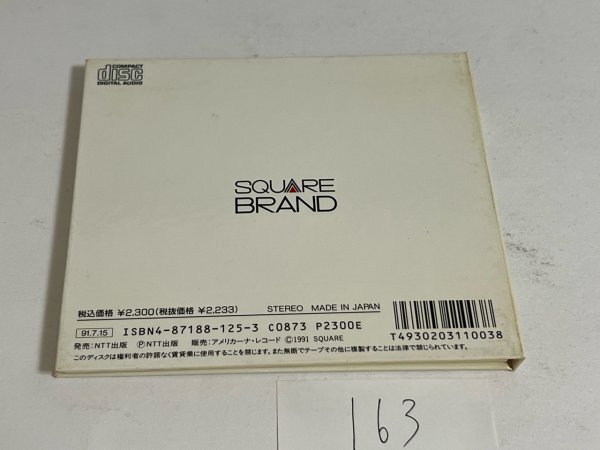 COMPACT
disc
DIGITAL AUDIO
SQUARE
BRAND
税込価格 ¥2,300(税抜価格 ¥2,233) STEREO MADE IN JAPAN
91.7.15 ISBN4-87188-125-3 C0873 P2300E
T4930203110038
発売:NTT出版 ⓅNTT出版 販売:アメリカーナ・レコード ©1991 SQUARE
このディスクは権利者の許諾なく賃貸業に使用することを禁じます。また無断でテープその他に複製することは法律で禁じられています。
163